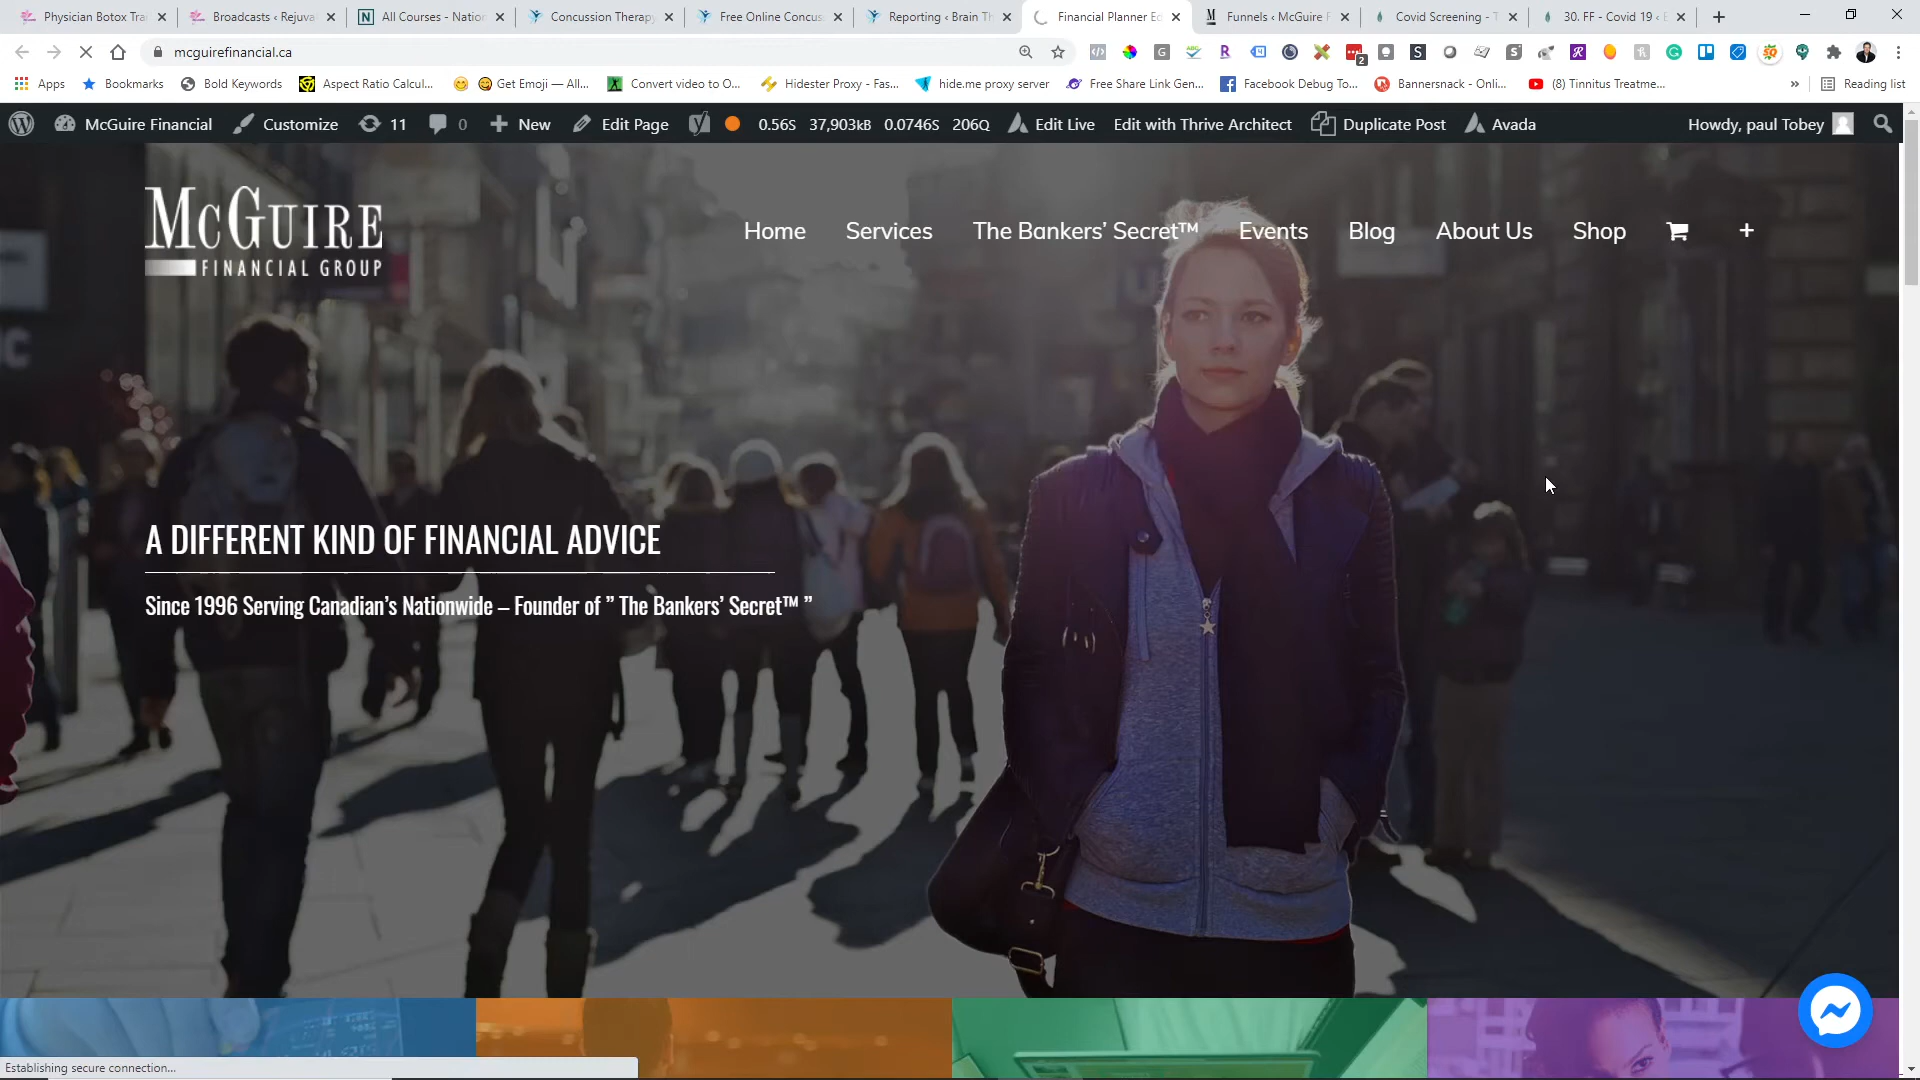 Physician Botox Tra
Broadcasts ‹ Rejuva
All Courses - Nation
Concussion Therapy
Free Online Concus
Reporting ‹ Brain Th
Financial Planner Ed
Funnels ‹ McGuire F
Covid Screening - T
30. FF - Covid 19 ‹ E
mcguirefinancial.ca
2
Apps
Bookmarks
Bold Keywords
Aspect Ratio Calcul...
Get Emoji — All...
Convert video to O...
Hidester Proxy - Fas...
hide.me proxy server
Free Share Link Gen...
Facebook Debug To...
Bannersnack - Onli...
(8) Tinnitus Treatme...
»
Reading list
McGuire Financial
Customize
11
0
New
Edit Page
0.56S 37,903kB 0.0746S 206Q
Edit Live
Edit with Thrive Architect
Duplicate Post
Avada
Howdy, paul Tobey
McGUIRE
FINANCIAL GROUP
Home
Services
The Bankers’ Secret™
Events
Blog
About Us
Shop
+
A DIFFERENT KIND OF FINANCIAL ADVICE
Since 1996 Serving Canadian’s Nationwide – Founder of ” The Bankers’ Secret™ ”
Establishing secure connection...